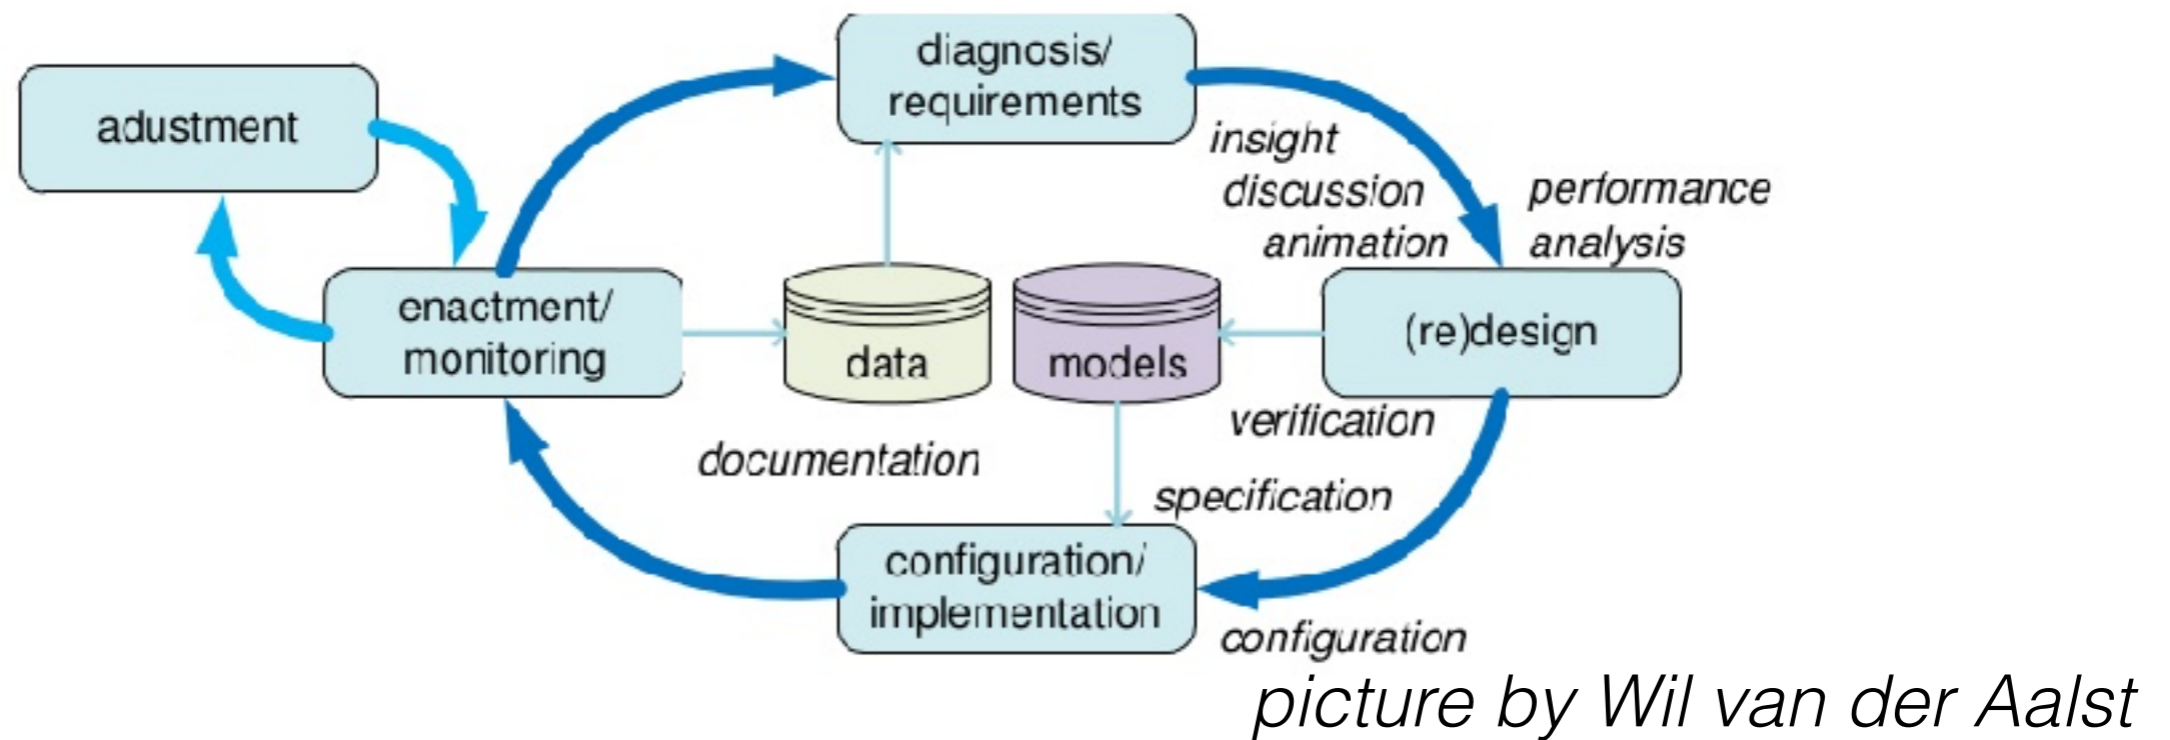 diagnosis/
requirements
adustment
insight
discussion
animation
performance
analysis
enactment/
monitoring
data
models
(re)design
verification
documentation
specification
configuration/
implementation
configuration
picture by Wil van der Aalst